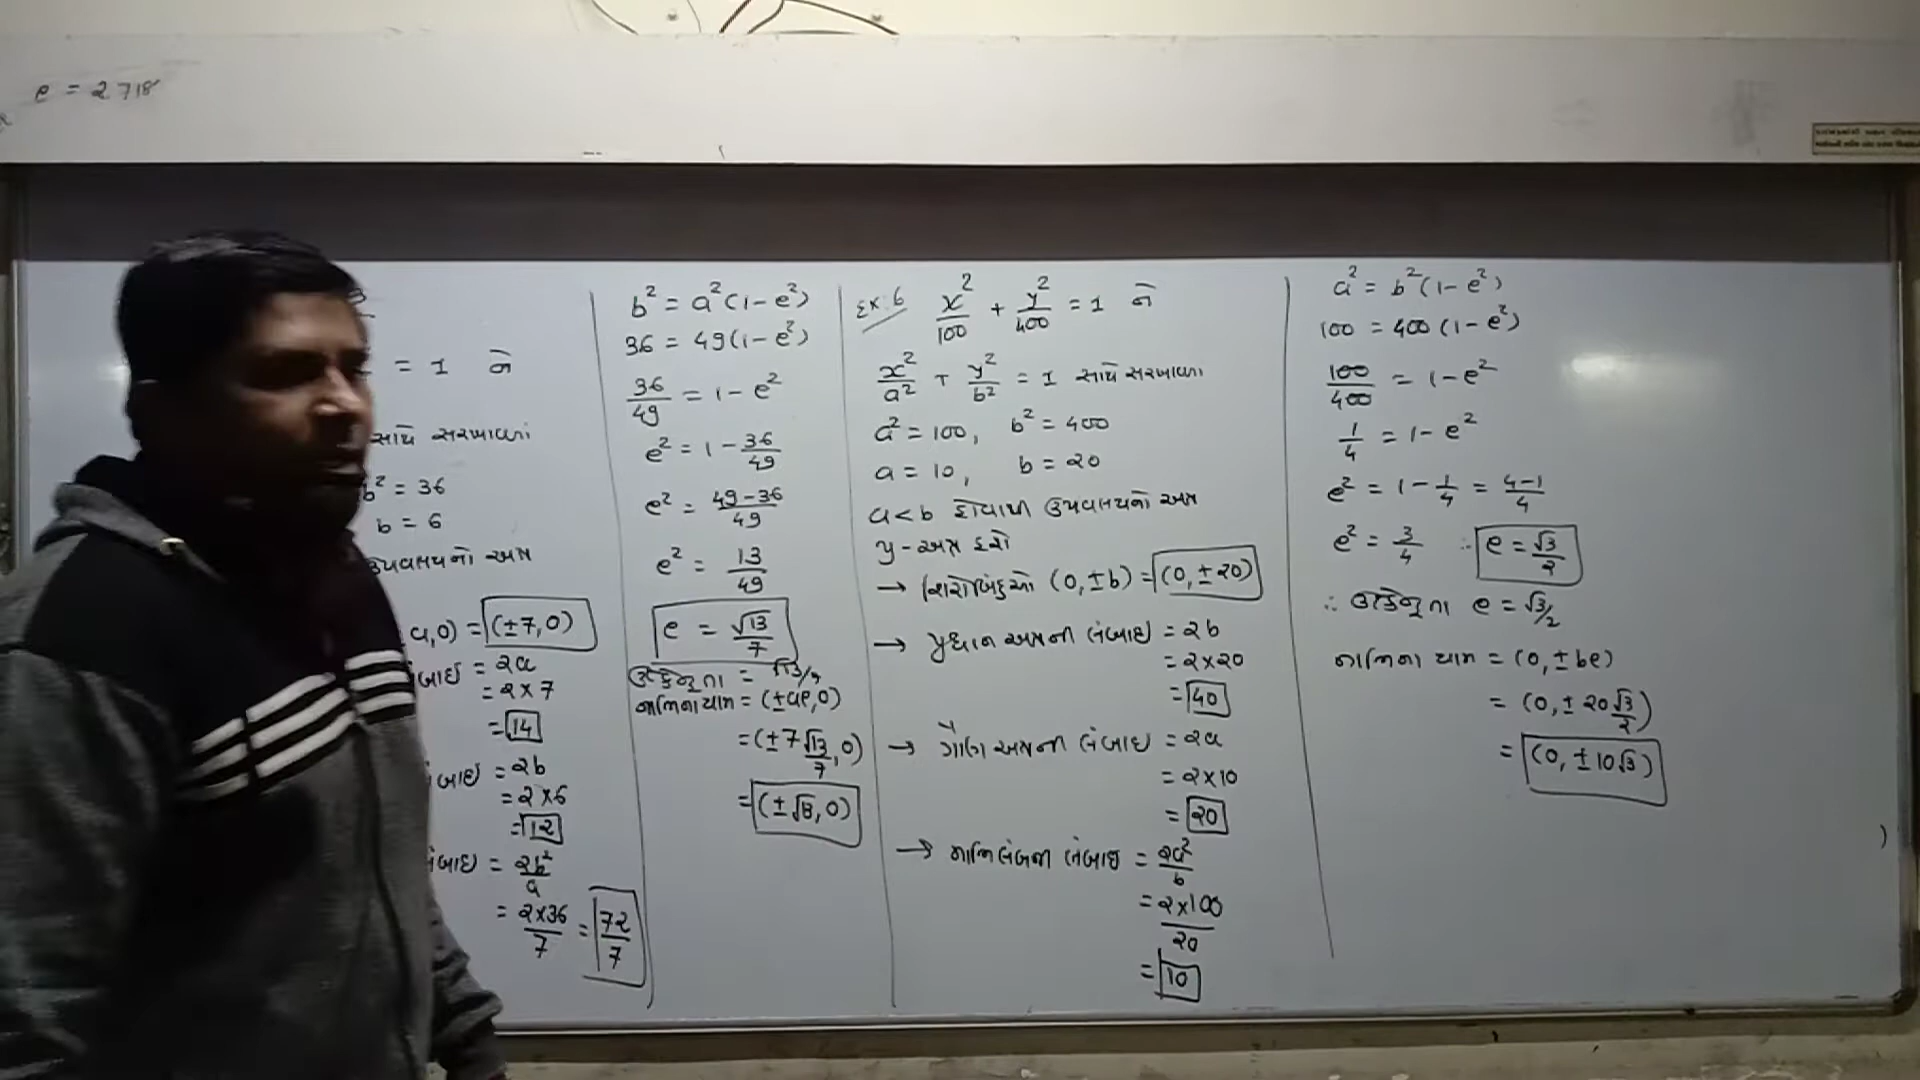 e = 2.718
= 1 ને
સાથે સરખાવતાં
b² = 36
b = 6
ઉપવલયનો અક્ષ
a,0) = (±7,0)
લંબાઈ = 2a
= 2×7
= 14
લંબાઈ = 2b
= 2×6
= 12
લંબાઈ = 2b²/a
= 2×36/7 = 72/7
b² = a²(1-e²)
36 = 49(1-e²)
36/49 = 1-e²
e² = 1 - 36/49
e² = 49-36/49
e² = 13/49
e = √13/7
ઉત્કેન્દ્રતા = √13/7
નાભિના યામ = (±ae,0)
= (±7√13/7,0)
= (±√13,0)
Ex:6 x²/100 + y²/400 = 1 ને
x²/a² + y²/b² = 1 સાથે સરખાવતાં
a² = 100, b² = 400
a = 10, b = 20
a<b હોવાથી ઉપવલયનો અક્ષ
y-અક્ષ હશે
→ શિરોબિંદુઓ (0,±b) = (0,±20)
→ પ્રધાન અક્ષની લંબાઈ = 2b
= 2×20
= 40
→ ગૌણ અક્ષની લંબાઈ = 2a
= 2×10
= 20
→ નાભિલંબની લંબાઈ = 2a²/b
= 2×100/20
= 10
a² = b²(1-e²)
100 = 400(1-e²)
100/400 = 1-e²
1/4 = 1-e²
e² = 1-1/4 = 4-1/4
e² = 3/4 ∴ e = √3/2
∴ ઉત્કેન્દ્રતા e = √3/2
નાભિના યામ = (0,±be)
= (0,±20√3/2)
= (0,±10√3)